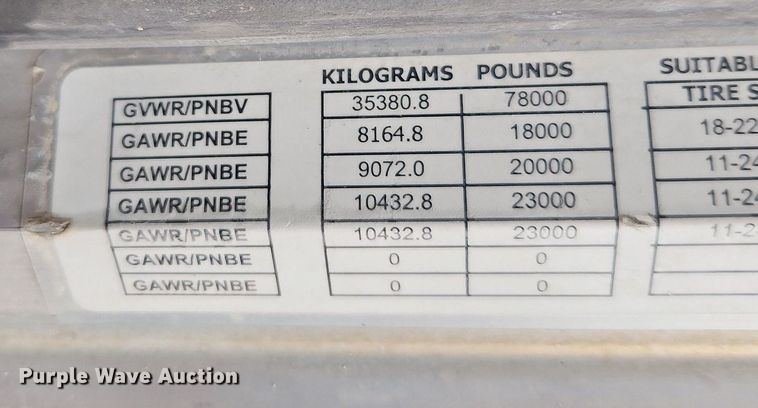 KILOGRAMS POUNDS SUITABL
GVWR/PNBV 35380.8 78000 TIRE S
GAWR/PNBE 8164.8 18000 18-22
GAWR/PNBE 9072.0 20000 11-24
GAWR/PNBE 10432.8 23000 11-24
GAWR/PNBE 10432.8 23000 11-2
GAWR/PNBE 0 0
GAWR/PNBE 0 0
Purple Wave Auction